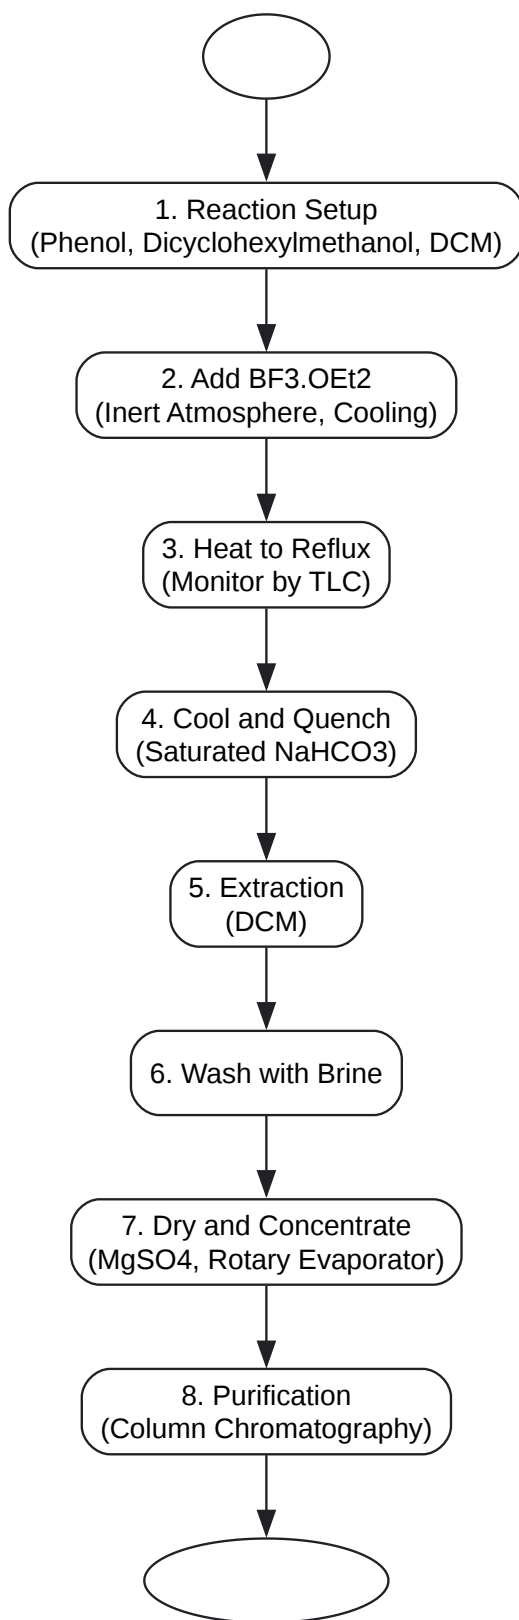 1. Reaction Setup
(Phenol, Dicyclohexylmethanol, DCM)
2. Add BF3.OEt2
(Inert Atmosphere, Cooling)
3. Heat to Reflux
(Monitor by TLC)
4. Cool and Quench
(Saturated NaHCO3)
5. Extraction
(DCM)
6. Wash with Brine
7. Dry and Concentrate
(MgSO4, Rotary Evaporator)
8. Purification
(Column Chromatography)